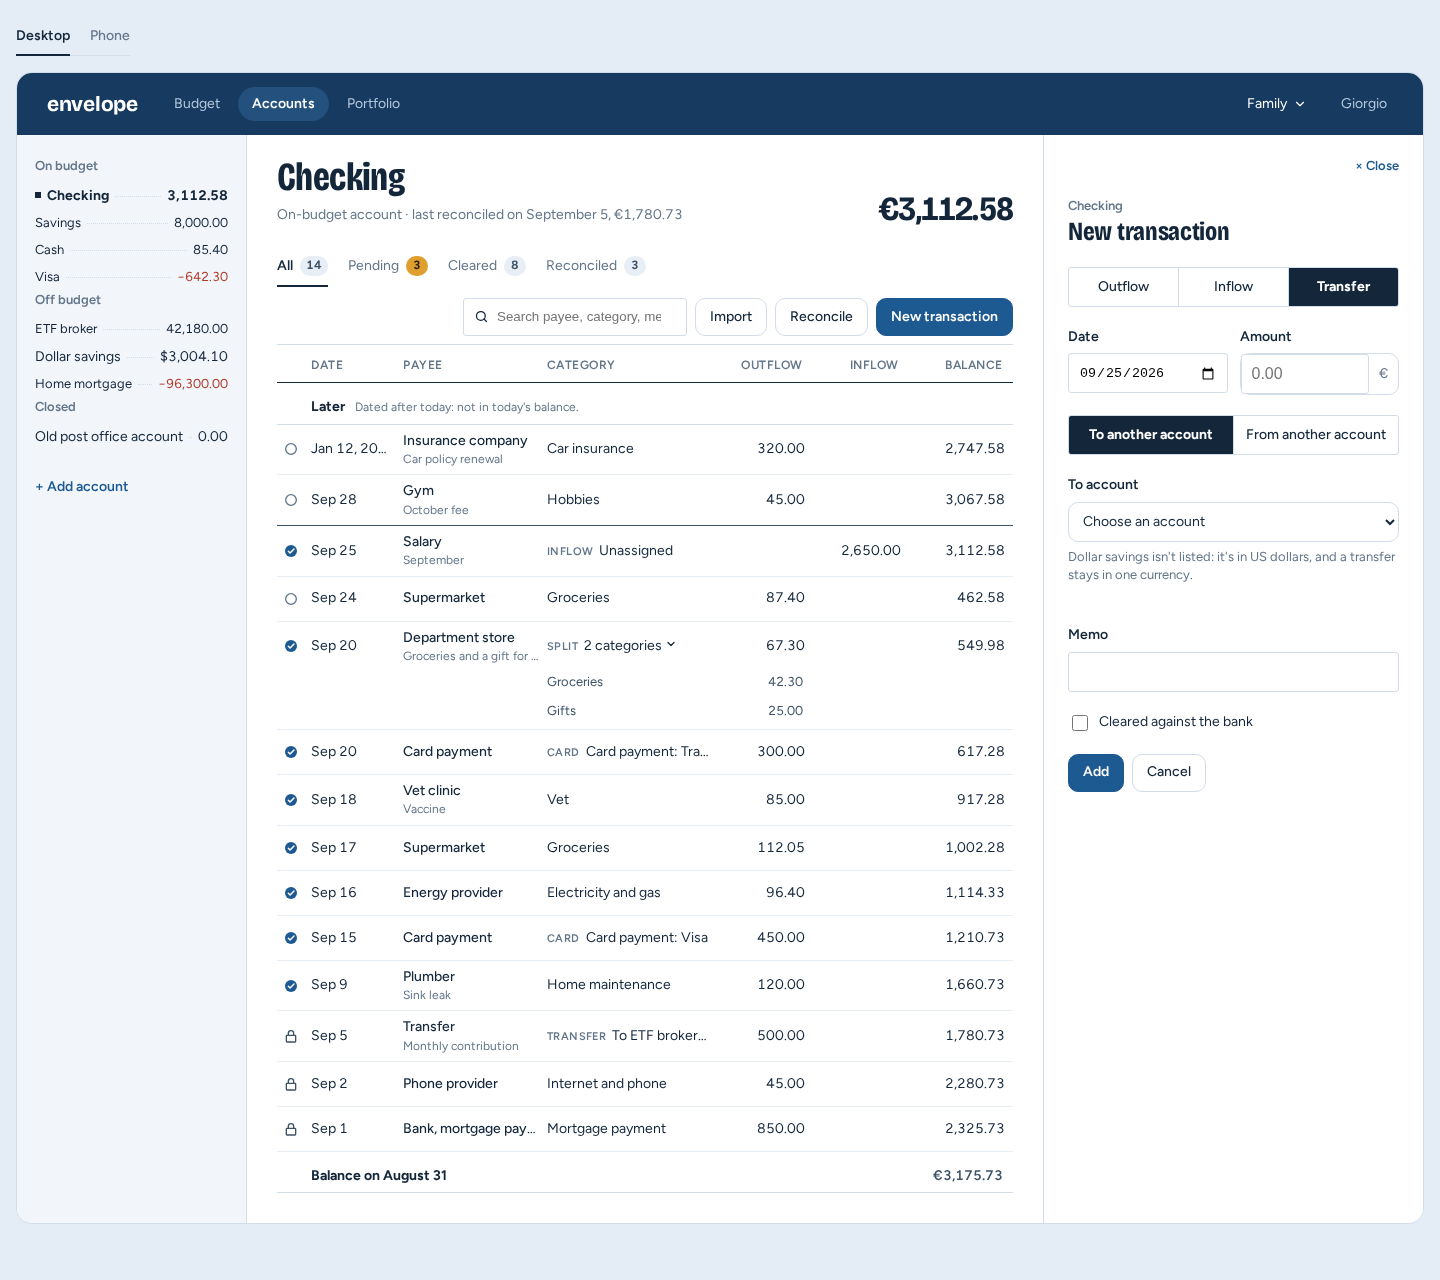 Desktop Phone
envelope Budget Accounts Portfolio Family Giorgio
On budget
Checking 3,112.58
Savings 8,000.00
Cash 85.40
Visa −642.30
Off budget
ETF broker 42,180.00
Dollar savings $3,004.10
Home mortgage −96,300.00
Closed
Old post office account 0.00
+ Add account
Checking
On-budget account · last reconciled on September 5, €1,780.73
€3,112.58
All 14 Pending 3 Cleared 8 Reconciled 3
Search payee, category, me Import Reconcile New transaction
DATE PAYEE CATEGORY OUTFLOW INFLOW BALANCE
Later Dated after today: not in today's balance.
Jan 12, 20... Insurance company Car insurance 320.00 2,747.58
Car policy renewal
Sep 28 Gym Hobbies 45.00 3,067.58
October fee
Sep 25 Salary INFLOW Unassigned 2,650.00 3,112.58
September
Sep 24 Supermarket Groceries 87.40 462.58
Sep 20 Department store SPLIT 2 categories 67.30 549.98
Groceries and a gift for ...
Groceries 42.30
Gifts 25.00
Sep 20 Card payment CARD Card payment: Tra... 300.00 617.28
Sep 18 Vet clinic Vet 85.00 917.28
Vaccine
Sep 17 Supermarket Groceries 112.05 1,002.28
Sep 16 Energy provider Electricity and gas 96.40 1,114.33
Sep 15 Card payment CARD Card payment: Visa 450.00 1,210.73
Sep 9 Plumber Home maintenance 120.00 1,660.73
Sink leak
Sep 5 Transfer TRANSFER To ETF broker... 500.00 1,780.73
Monthly contribution
Sep 2 Phone provider Internet and phone 45.00 2,280.73
Sep 1 Bank, mortgage pay... Mortgage payment 850.00 2,325.73
Balance on August 31 €3,175.73
× Close
Checking
New transaction
Outflow Inflow Transfer
Date Amount
09/25/2026 0.00 €
To another account From another account
To account
Choose an account
Dollar savings isn't listed: it's in US dollars, and a transfer
stays in one currency.
Memo
Cleared against the bank
Add Cancel